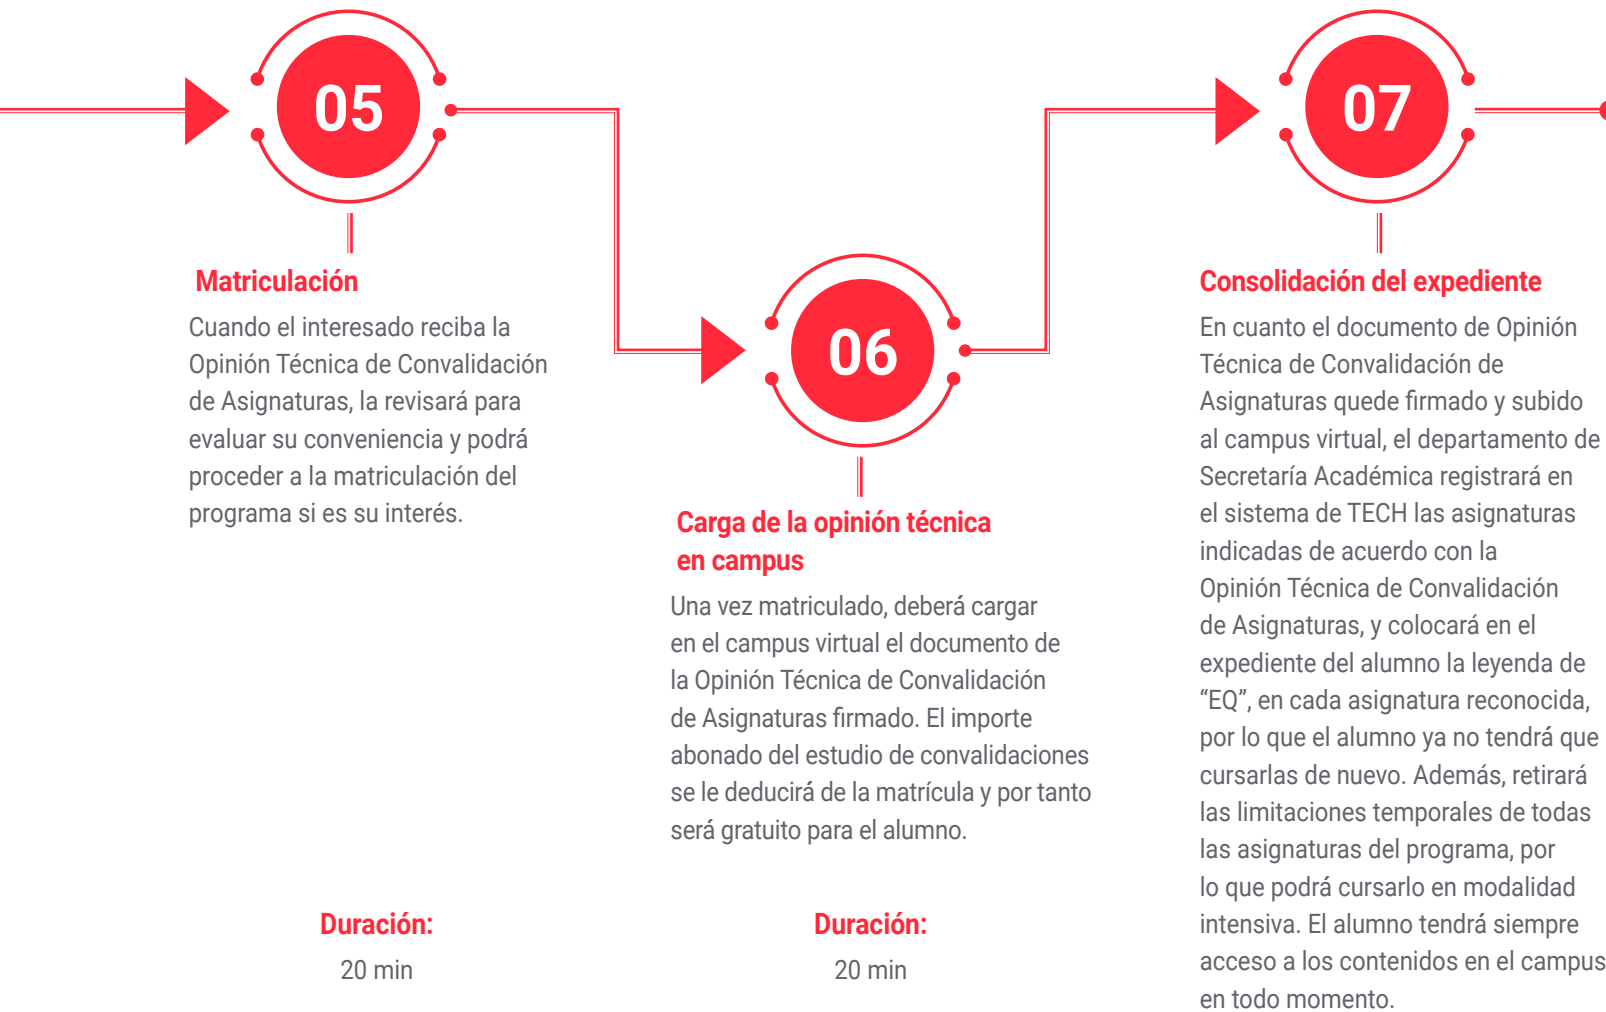 05
Matriculación
Cuando el interesado reciba la
Opinión Técnica de Convalidación
de Asignaturas, la revisará para
evaluar su conveniencia y podrá
proceder a la matriculación del
programa si es su interés.
Duración:
20 min
06
Carga de la opinión técnica
en campus
Una vez matriculado, deberá cargar
en el campus virtual el documento de
la Opinión Técnica de Convalidación
de Asignaturas firmado. El importe
abonado del estudio de convalidaciones
se le deducirá de la matrícula y por tanto
será gratuito para el alumno.
Duración:
20 min
07
Consolidación del expediente
En cuanto el documento de Opinión
Técnica de Convalidación de
Asignaturas quede firmado y subido
al campus virtual, el departamento de
Secretaría Académica registrará en
el sistema de TECH las asignaturas
indicadas de acuerdo con la
Opinión Técnica de Convalidación
de Asignaturas, y colocará en el
expediente del alumno la leyenda de
“EQ”, en cada asignatura reconocida,
por lo que el alumno ya no tendrá que
cursarlas de nuevo. Además, retirará
las limitaciones temporales de todas
las asignaturas del programa, por
lo que podrá cursarlo en modalidad
intensiva. El alumno tendrá siempre
acceso a los contenidos en el campus
en todo momento.